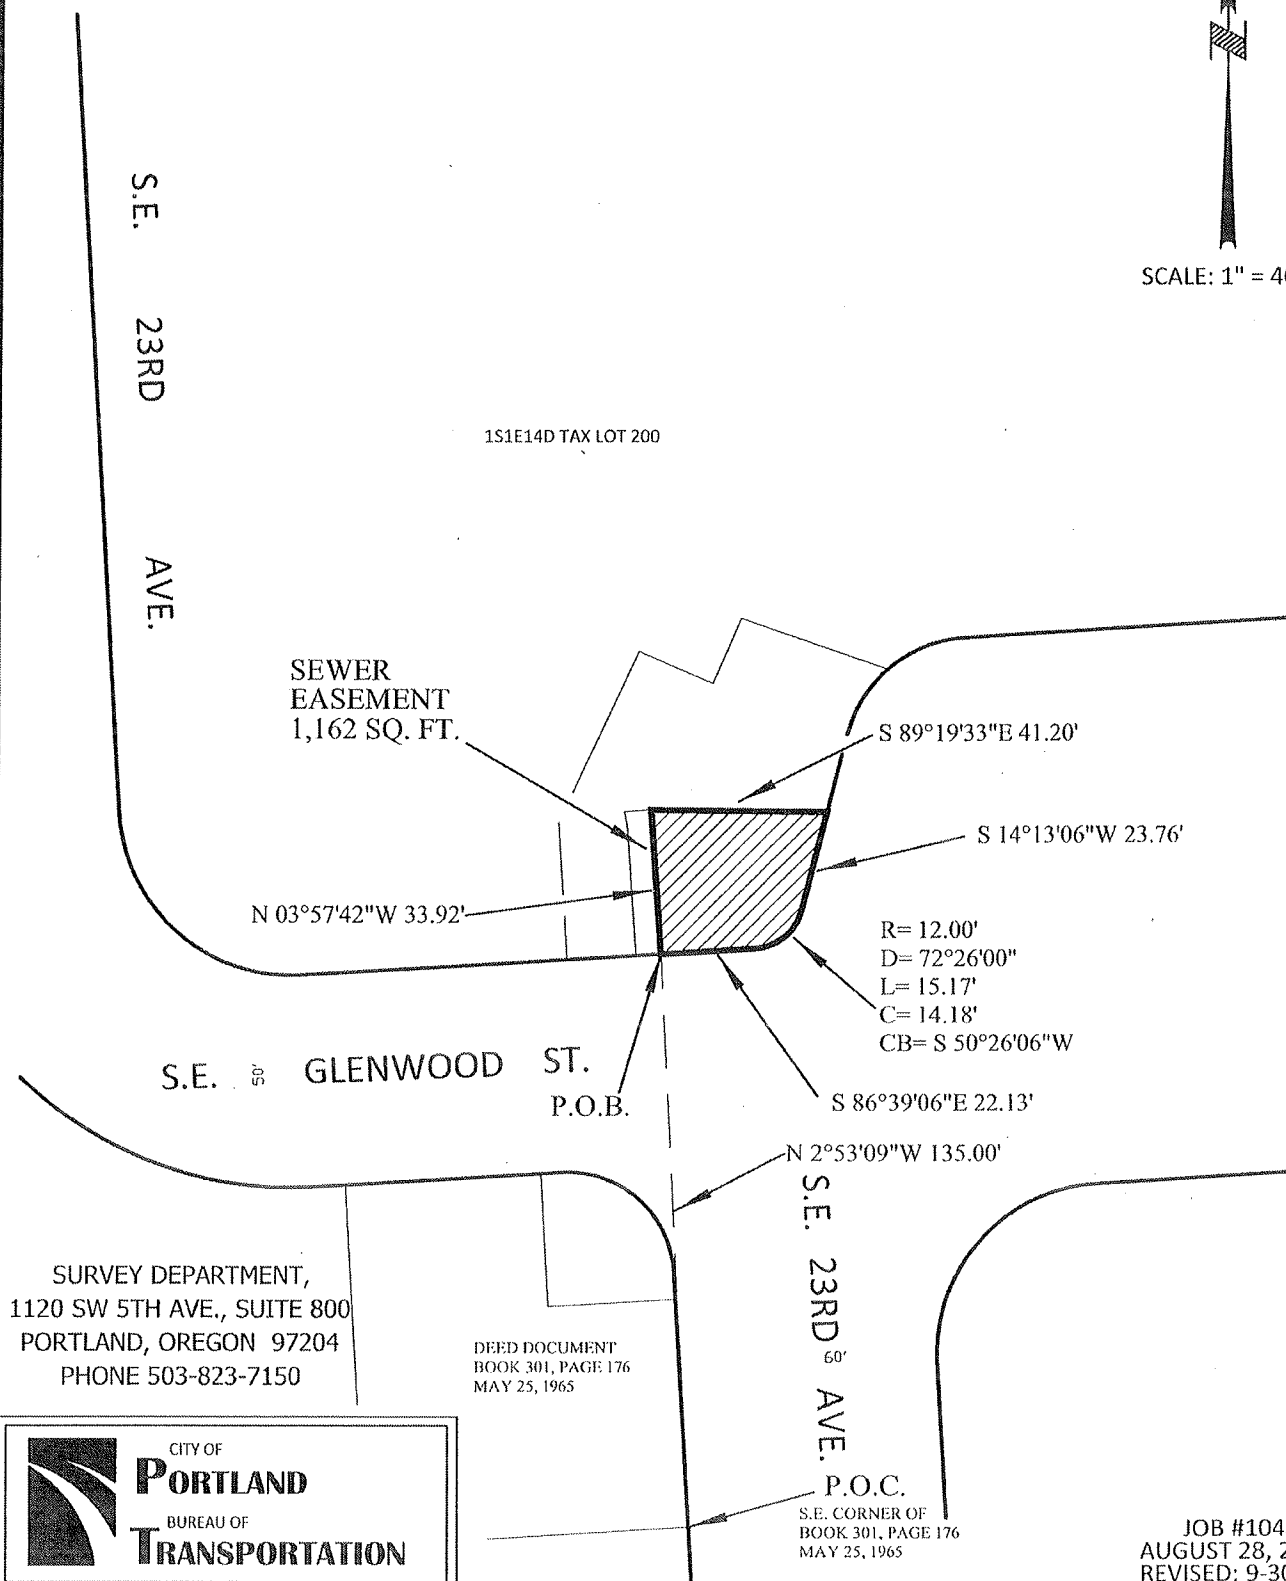 SCALE: 1" = 4
S.E. 23RD AVE.
1S1E14D TAX LOT 200
SEWER
EASEMENT
1,162 SQ. FT.
S 89°19'33"E 41.20'
S 14°13'06"W 23.76'
N 03°57'42"W 33.92'
R= 12.00'
D= 72°26'00"
L= 15.17'
C= 14.18'
CB= S 50°26'06"W
S.E. 50' GLENWOOD ST.
P.O.B.
S 86°39'06"E 22.13'
N 2°53'09"W 135.00'
S.E. 23RD 60' AVE.
SURVEY DEPARTMENT,
1120 SW 5TH AVE., SUITE 800
PORTLAND, OREGON 97204
PHONE 503-823-7150
DEED DOCUMENT
BOOK 301, PAGE 176
MAY 25, 1965
CITY OF
PORTLAND
BUREAU OF
TRANSPORTATION
P.O.C.
S.E. CORNER OF
BOOK 301, PAGE 176
MAY 25, 1965
JOB #104
AUGUST 28, 2
REVISED: 9-30